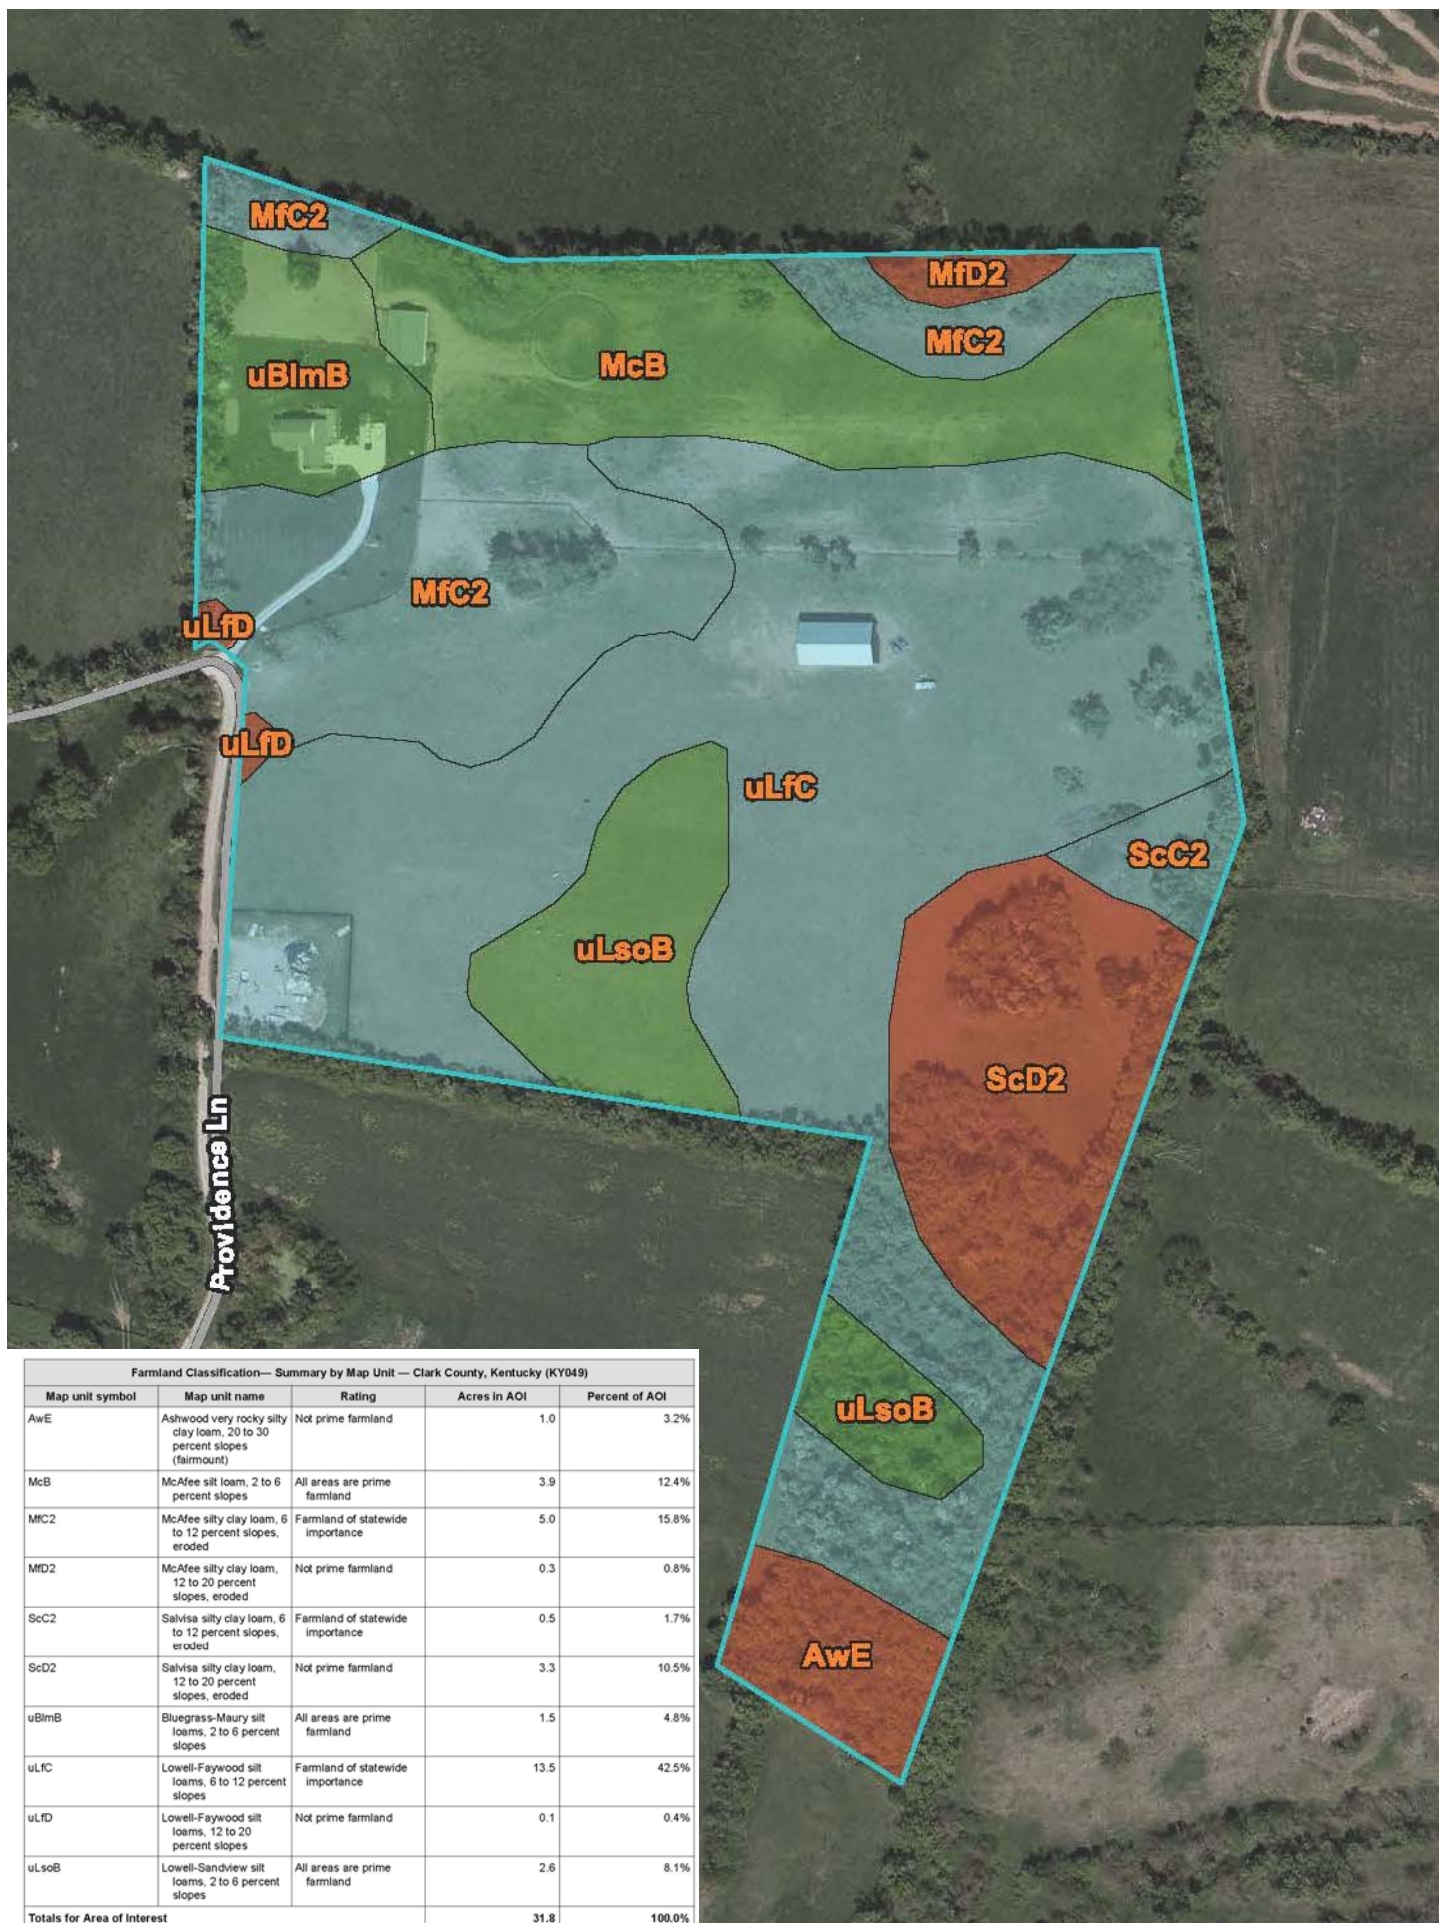 MfC2
MfD2
MfC2
McB
uBlmB
MfC2
uLfD
uLfD
uLfC
ScC2
uLsoB
ScD2
Providence Ln
uLsoB
AwE
Farmland Classification— Summary by Map Unit — Clark County, Kentucky (KY049)
Map unit symbol Map unit name Rating Acres in AOI Percent of AOI
AwE Ashwood very rocky silty Not prime farmland 1.0 3.2%
clay loam, 20 to 30
percent slopes
(fairmount)
McB McAfee silt loam, 2 to 6 All areas are prime 3.9 12.4%
percent slopes farmland
MfC2 McAfee silty clay loam, 6 Farmland of statewide 5.0 15.8%
to 12 percent slopes, importance
eroded
MfD2 McAfee silty clay loam, Not prime farmland 0.3 0.8%
12 to 20 percent
slopes, eroded
ScC2 Salvisa silty clay loam, 6 Farmland of statewide 0.5 1.7%
to 12 percent slopes, importance
eroded
ScD2 Salvisa silty clay loam, Not prime farmland 3.3 10.5%
12 to 20 percent
slopes, eroded
uBlmB Bluegrass-Maury silt All areas are prime 1.5 4.8%
loams, 2 to 6 percent farmland
slopes
uLfC Lowell-Faywood silt Farmland of statewide 13.5 42.5%
loams, 6 to 12 percent importance
slopes
uLfD Lowell-Faywood silt Not prime farmland 0.1 0.4%
loams, 12 to 20
percent slopes
uLsoB Lowell-Sandview silt All areas are prime 2.6 8.1%
loams, 2 to 6 percent farmland
slopes
Totals for Area of Interest 31.8 100.0%